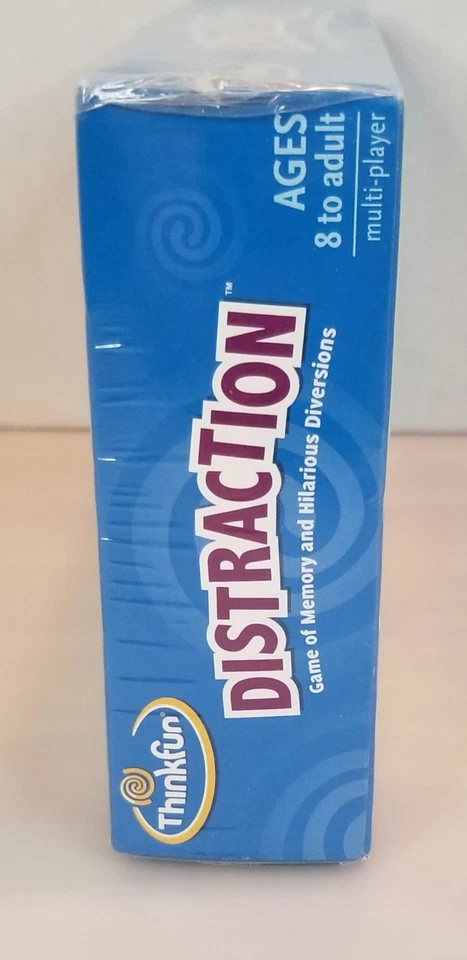 Thinkfun®
DISTRACTION™
Game of Memory and Hilarious Diversions
AGES
8 to adult
multi-player